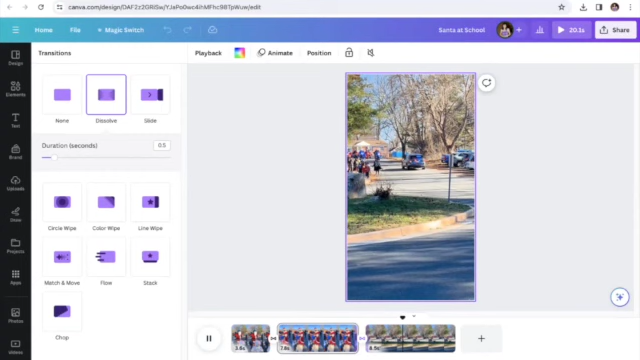 canva.com/design/DAF2z2GRlSw/YJxPo0wc4ihMFhc98TpWuw/edit
Home
File
Magic Switch
Santa at School
20.1s
Share
Design
Elements
Text
Brand
Uploads
Draw
Projects
Apps
Photos
Videos
Transitions
None
Dissolve
Slide
Duration (seconds)
0.5
Circle Wipe
Color Wipe
Line Wipe
Match & Move
Flow
Stack
Chop
Playback
Animate
Position
3.8s
7.8s
8.5s